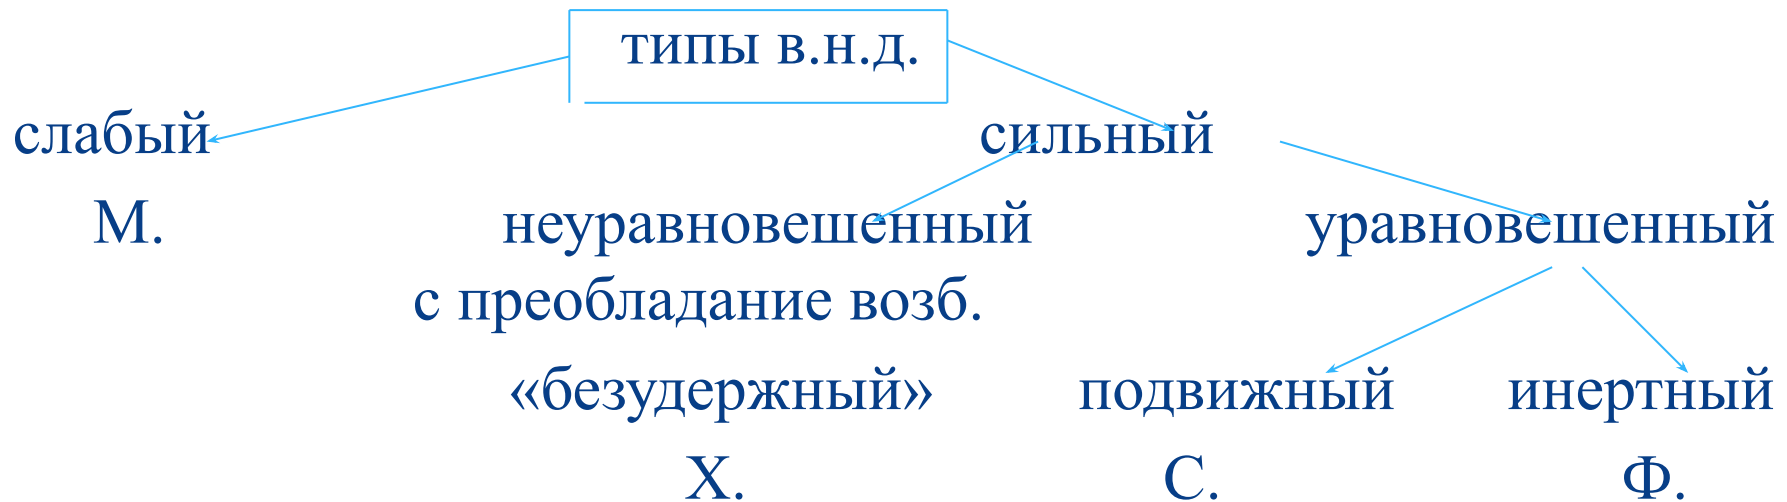 типы в.н.д.
слабый сильный
М. неуравновешенный уравновешенный
с преобладание возб.
«безудержный» подвижный инертный
Х. С. Ф.